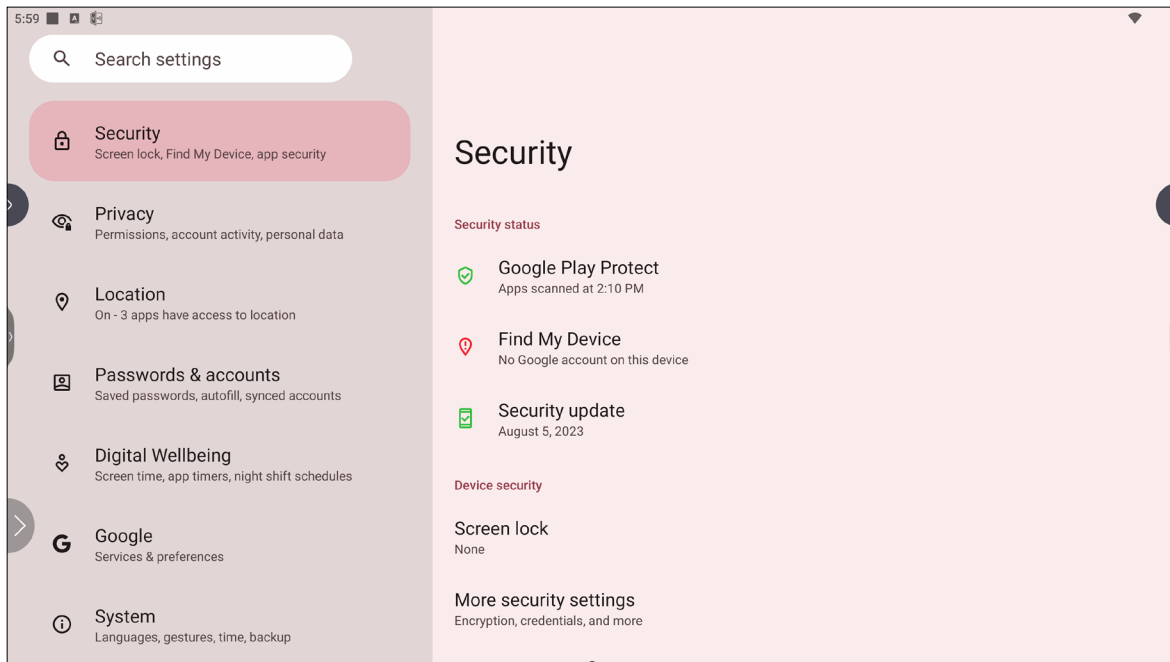 5:59
Search settings
Security
Screen lock, Find My Device, app security
Privacy
Permissions, account activity, personal data
Location
On - 3 apps have access to location
Passwords & accounts
Saved passwords, autofill, synced accounts
Digital Wellbeing
Screen time, app timers, night shift schedules
Google
Services & preferences
System
Languages, gestures, time, backup
Security
Security status
Google Play Protect
Apps scanned at 2:10 PM
Find My Device
No Google account on this device
Security update
August 5, 2023
Device security
Screen lock
None
More security settings
Encryption, credentials, and more